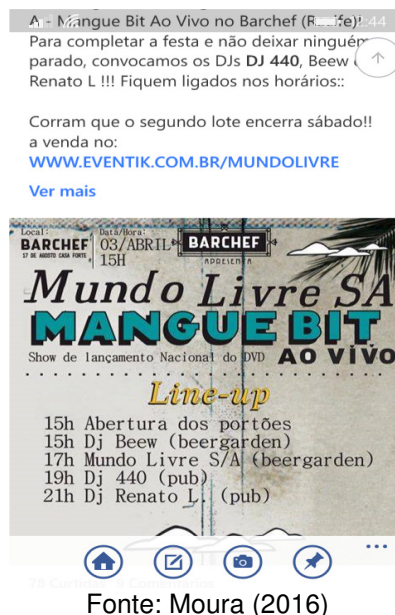 A - Mangue Bit Ao Vivo no Barchef (Recife)!
Para completar a festa e não deixar ninguém
parado, convocamos os DJs DJ 440, Beew
Renato L !!! Fiquem ligados nos horários::
Corram que o segundo lote encerra sábado!!
a venda no:
WWW.EVENTIK.COM.BR/MUNDOLIVRE
Ver mais
Local:
BARCHEF
17 DE AGOSTO CASA FORTE
Data/Hora:
03/ABRIL
15H
BARCHEF
APRESENTA
Mundo Livre SA
MANGUE BIT
Show de lançamento Nacional do DVD AO VIVO
Line-up
15h Abertura dos portões
15h Dj Beew (beergarden)
17h Mundo Livre S/A (beergarden)
19h Dj 440 (pub)
21h Dj Renato L. (pub)
Fonte: Moura (2016)